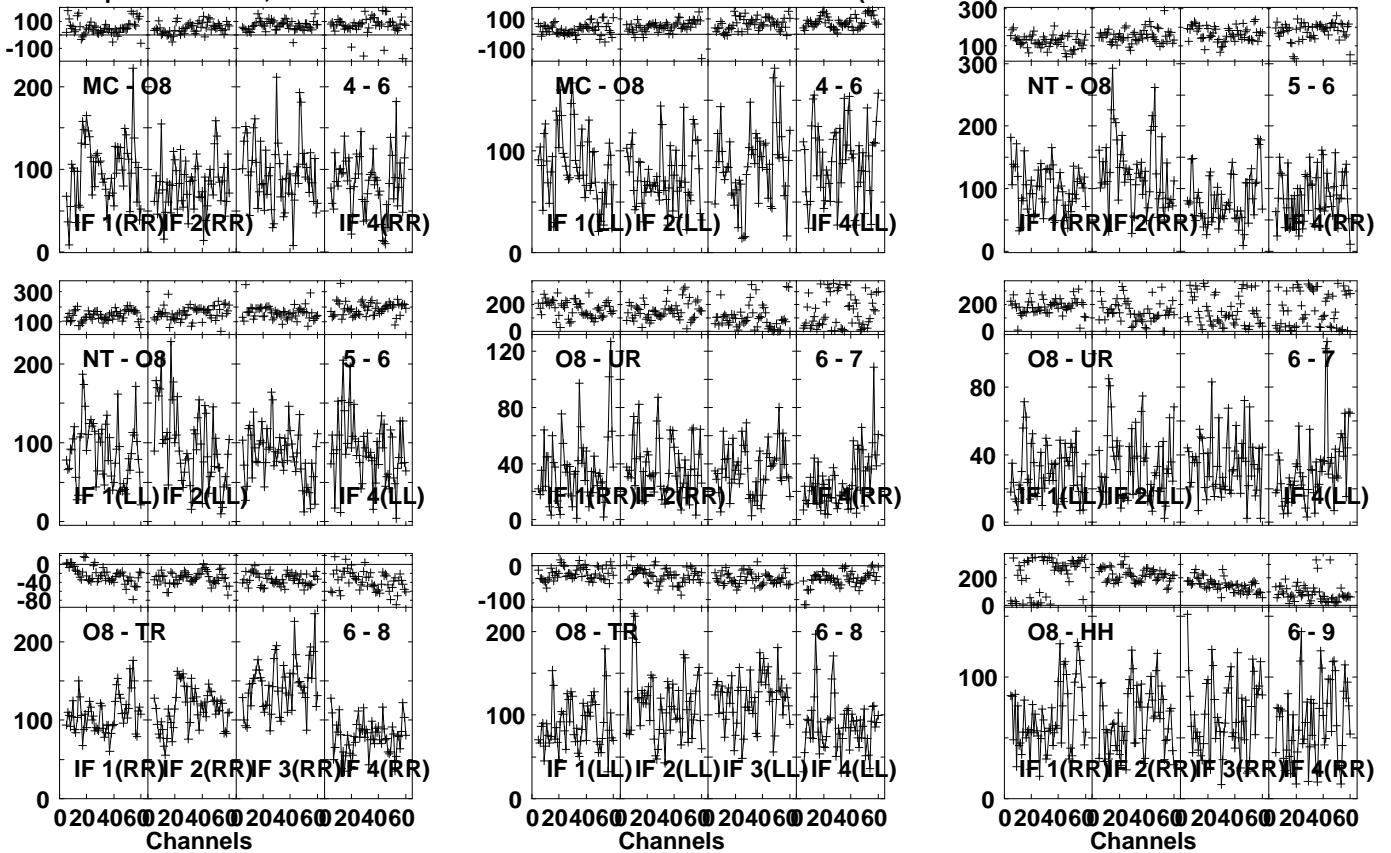 100
-100
200
100
0
MC - O8
4 - 6
IF 1(RR)
IF 2(RR)
IF 4(RR)
100
-100
100
0
MC - O8
4 - 6
IF 1(LL)
IF 2(LL)
IF 4(LL)
300
100
300
200
100
0
NT - O8
5 - 6
IF 1(RR)
IF 2(RR)
IF 4(RR)
300
100
200
100
0
NT - O8
5 - 6
IF 1(LL)
IF 2(LL)
IF 4(LL)
200
0
120
80
40
0
O8 - UR
6 - 7
IF 1(RR)
IF 2(RR)
IF 4(RR)
200
0
80
40
0
O8 - UR
6 - 7
IF 1(LL)
IF 2(LL)
IF 4(LL)
0
-40
-80
200
100
0
O8 - TR
6 - 8
IF 1(RR)
IF 2(RR)
IF 3(RR)
IF 4(RR)
0 20 40 60 0 20 40 60 0 20 40 60 0 20 40 60
Channels
0
-100
200
100
0
O8 - TR
6 - 8
IF 1(LL)
IF 2(LL)
IF 3(LL)
IF 4(LL)
0 20 40 60 0 20 40 60 0 20 40 60 0 20 40 60
Channels
200
0
100
0
O8 - HH
6 - 9
IF 1(RR)
IF 2(RR)
IF 3(RR)
IF 4(RR)
0 20 40 60 0 20 40 60 0 20 40 60 0 20 40 60
Channels